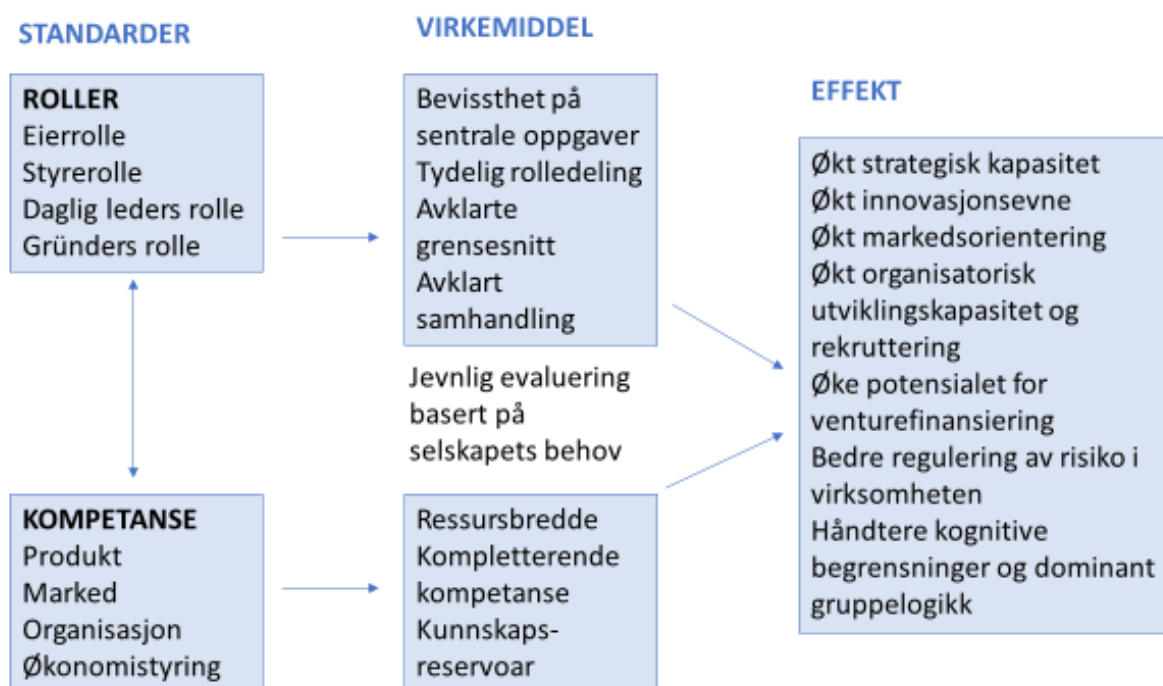 STANDARDER
ROLLER
Eierrolle
Styrerolle
Daglig leders rolle
Gründers rolle
KOMPETANSE
Produkt
Marked
Organisasjon
Økonomistyring
VIRKEMIDDEL
Bevissthet på
sentrale oppgaver
Tydelig rolledeling
Avklarte
grensesnitt
Avklart
samhandling
Jevnlig evaluering
basert på
selskapets behov
Ressursbredde
Kompletterende
kompetanse
Kunnskaps-
reservoar
EFFEKT
Økt strategisk kapasitet
Økt innovasjonsevne
Økt markedsorientering
Økt organisatorisk
utviklingskapasitet og
rekruttering
Øke potensialet for
venturefinansiering
Bedre regulering av risiko i
virksomheten
Håndtere kognitive
begrensninger og dominant
gruppelogikk